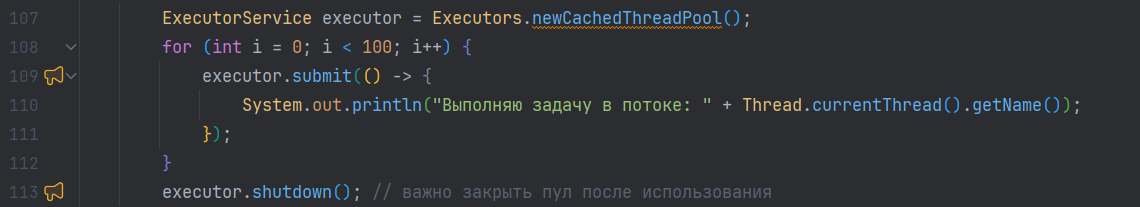 107 ExecutorService executor = Executors.newCachedThreadPool();
108 for (int i = 0; i < 100; i++) {
109 executor.submit(() -> {
110 System.out.println("Выполняю задачу в потоке: " + Thread.currentThread().getName());
111 });
112 }
113 executor.shutdown(); // важно закрыть пул после использования